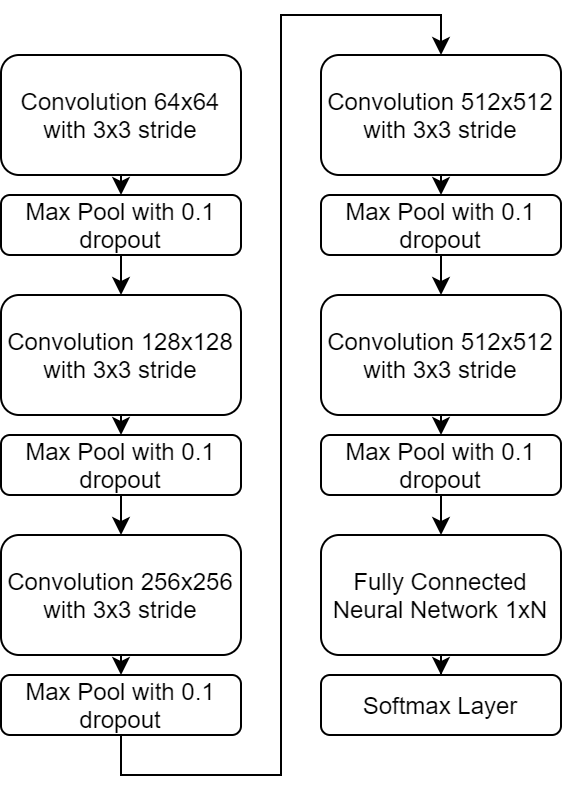 Convolution 64x64
with 3x3 stride
Max Pool with 0.1
dropout
Convolution 128x128
with 3x3 stride
Max Pool with 0.1
dropout
Convolution 256x256
with 3x3 stride
Max Pool with 0.1
dropout
Convolution 512x512
with 3x3 stride
Max Pool with 0.1
dropout
Convolution 512x512
with 3x3 stride
Max Pool with 0.1
dropout
Fully Connected
Neural Network 1xN
Softmax Layer